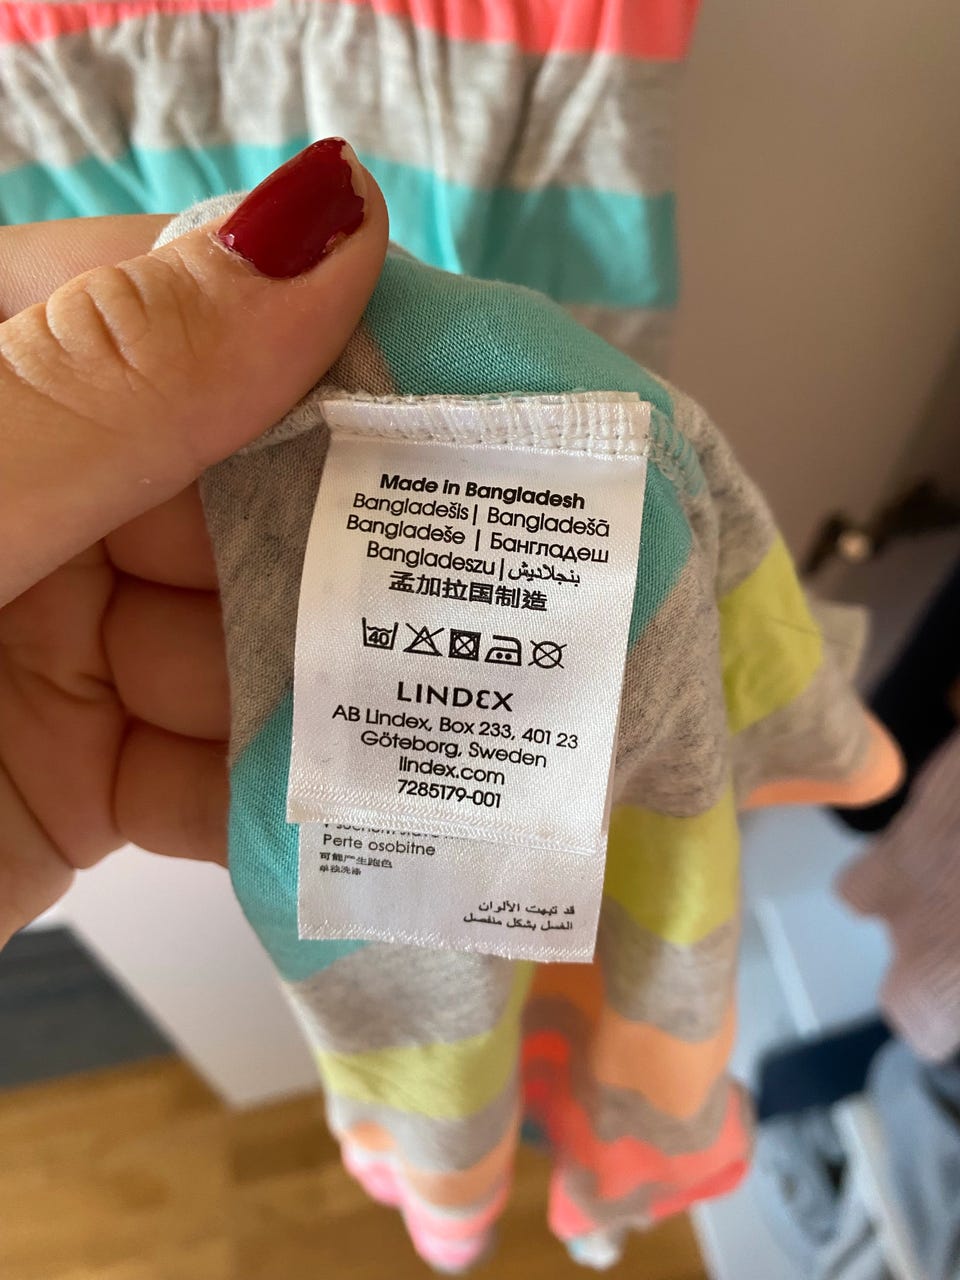 Made in Bangladesh
Bangladešis | Bangladešā
Bangladeše | Бангладеш
Bangladeszu | بنجلاديش
孟加拉国制造
40
LINDEX
AB Lindex, Box 233, 401 23
Göteborg, Sweden
lindex.com
7285179-001
Perte osobitne
可能产生跑色
单独洗涤
قد تبهت الألوان
الغسل بشكل منفصل